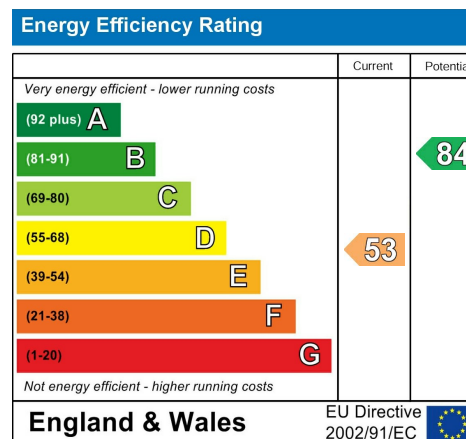 Energy Efficiency Rating
Current Potentia
Very energy efficient - lower running costs
(92 plus) A
(81-91) B
84
(69-80) C
(55-68) D
53
(39-54) E
(21-38) F
(1-20) G
Not energy efficient - higher running costs
England & Wales
EU Directive
2002/91/EC